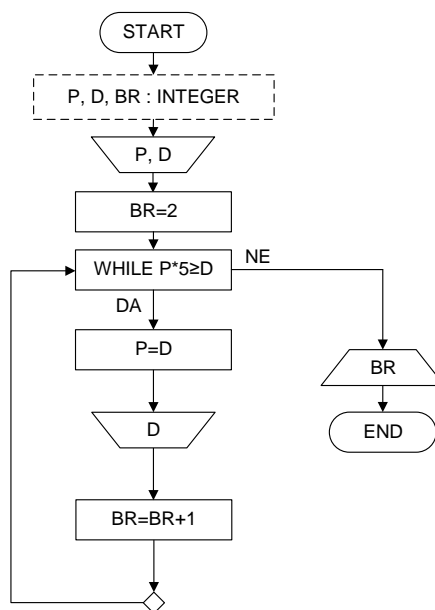 START
P, D, BR : INTEGER
P, D
BR=2
WHILE P*5≥D
NE
DA
P=D
BR
D
END
BR=BR+1